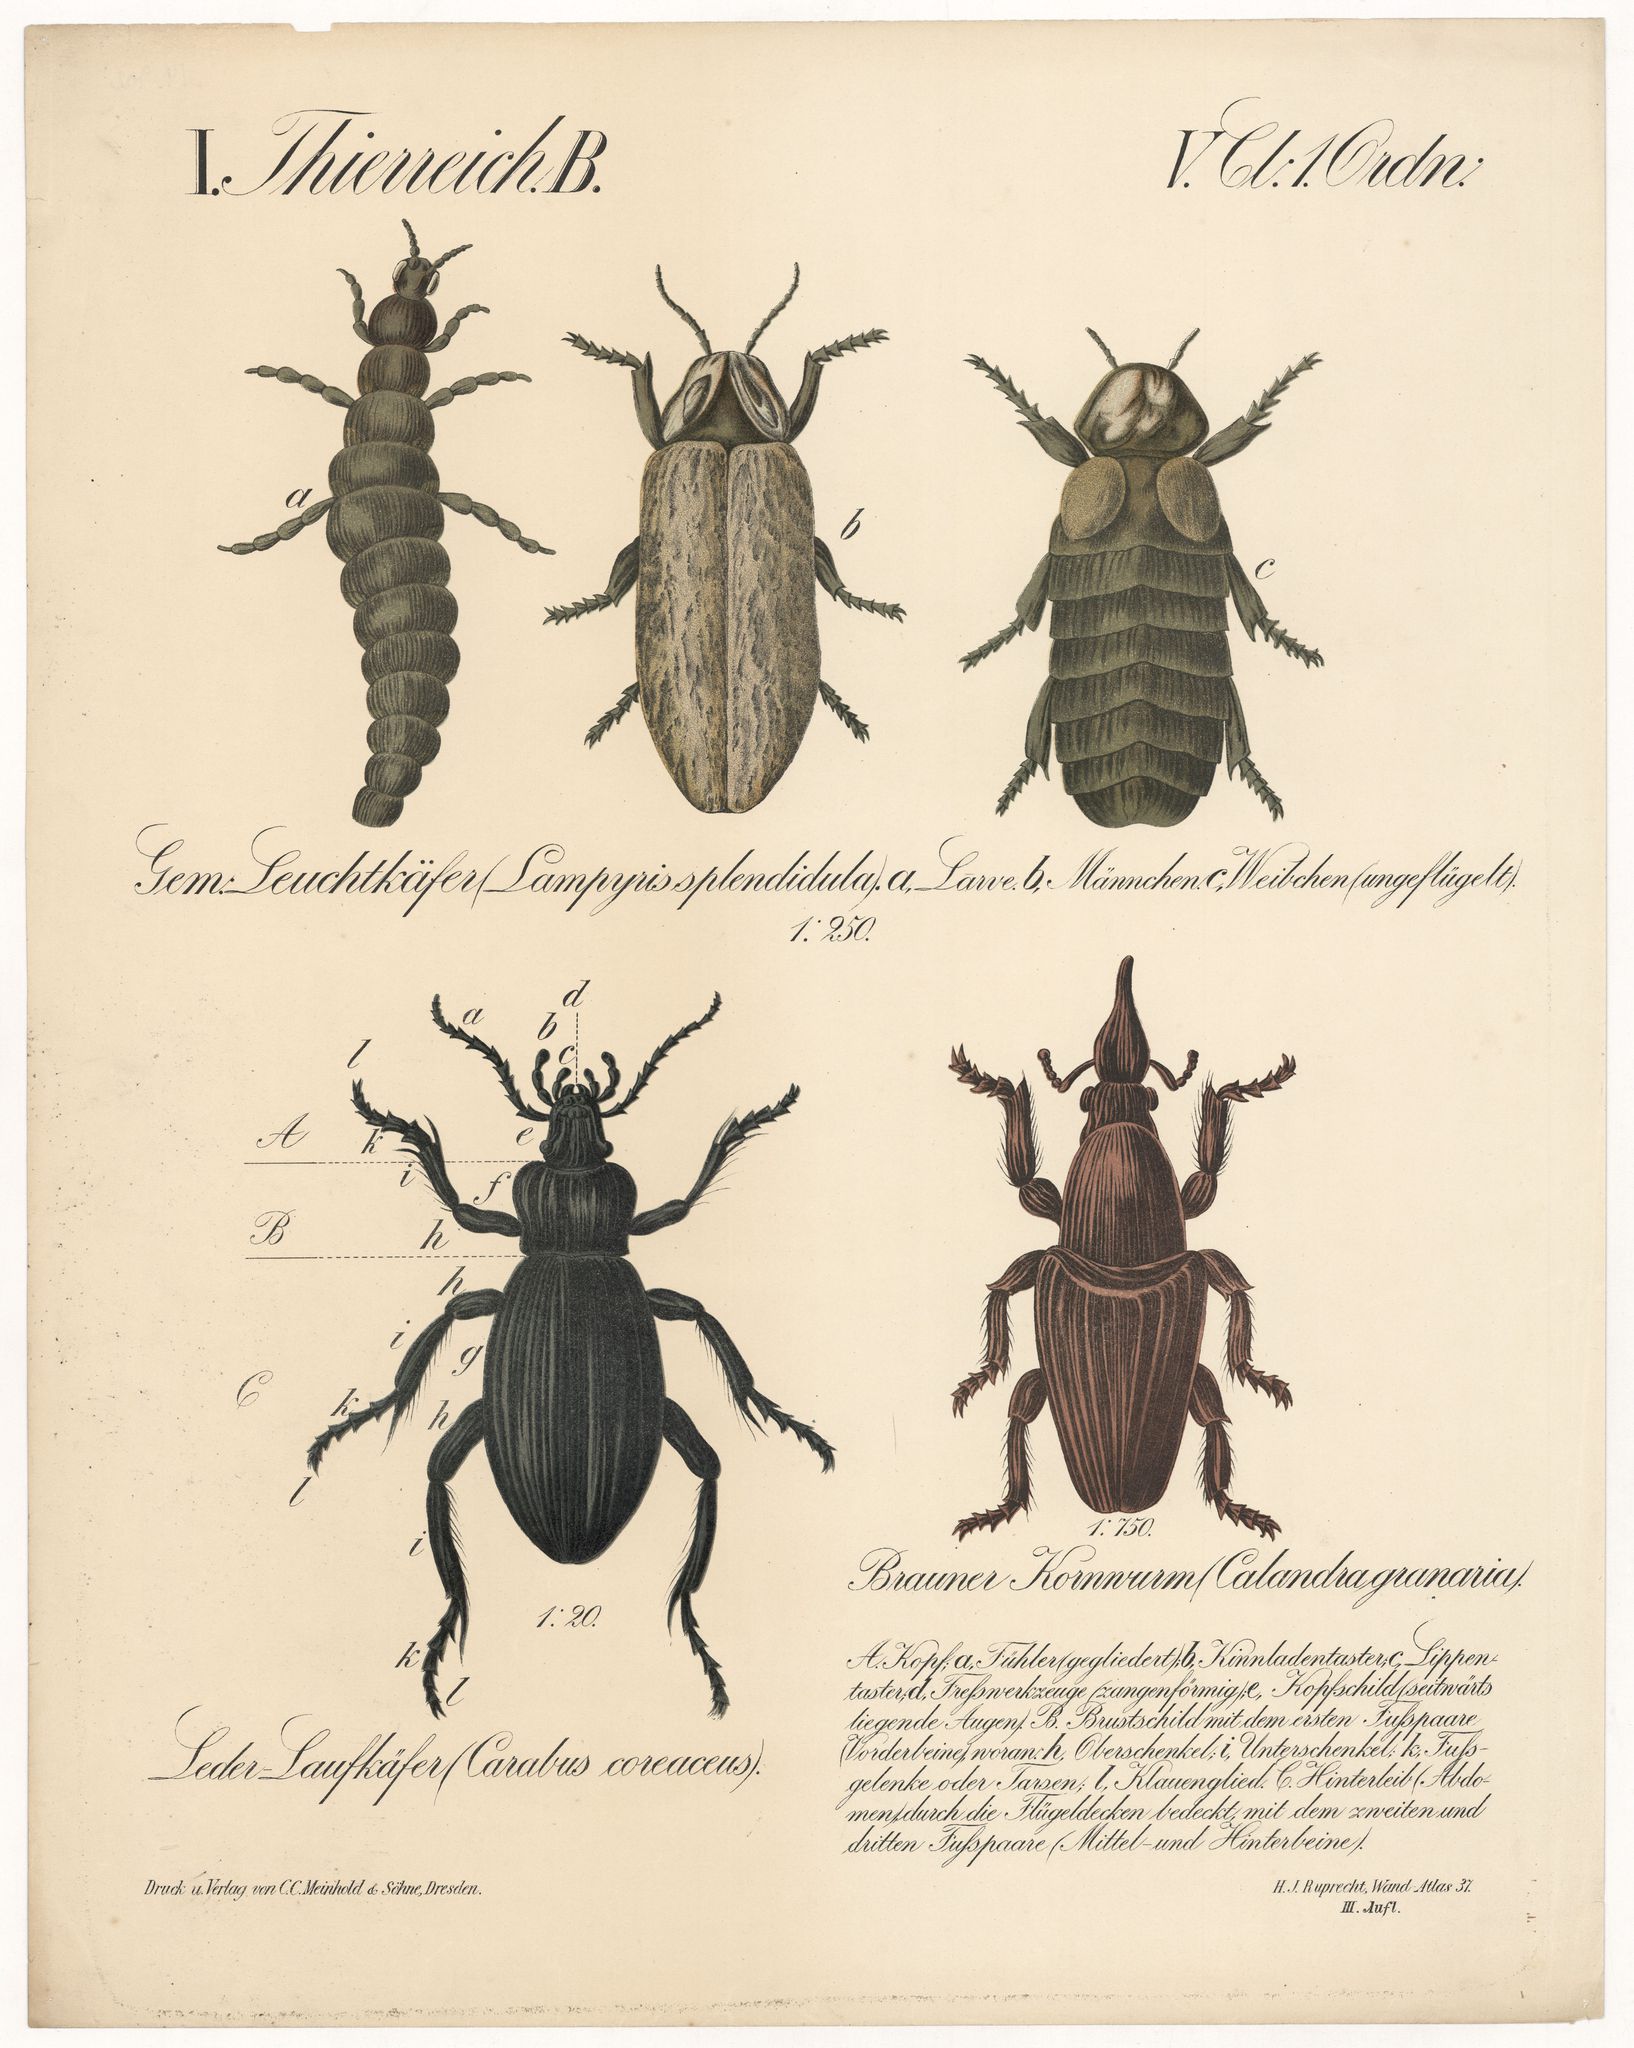 I. Thierreich. B.
V. Cl: 1. Ordn:
a
b
c
Gem: Leuchtkäfer (Lampyris splendidula). a, Larve. b, Männchen. c, Weibchen (ungeflügelt).
1: 250.
d
a
b
c
l
A
k
e
i
f
B
h
h
i
g
C
k
h
l
i
1: 20.
k
l
Leder-Laufkäfer (Carabus coreaceus).
1: 750.
Brauner Kornwurm (Calandra granaria).
A. Kopf; a, Fühler (gegliedert); b, Kinnladentaster; c, Lippen-
taster; d, Freßwerkzeuge (zangenförmig); e, Kopfschild (seitwärts
liegende Augen). B. Brustschild mit dem ersten Fußpaare
(Vorderbeine), woran: h, Oberschenkel; i, Unterschenkel; k, Fuß-
gelenke oder Tarsen; l, Klauenglied. C. Hinterleib (Abdo-
men) durch die Flügeldecken bedeckt, mit dem zweiten und
dritten Fußpaare (Mittel- und Hinterbeine).
Druck u. Verlag von C.C. Meinhold & Söhne, Dresden.
H. J. Ruprecht, Wand-Atlas 37.
III. Aufl.